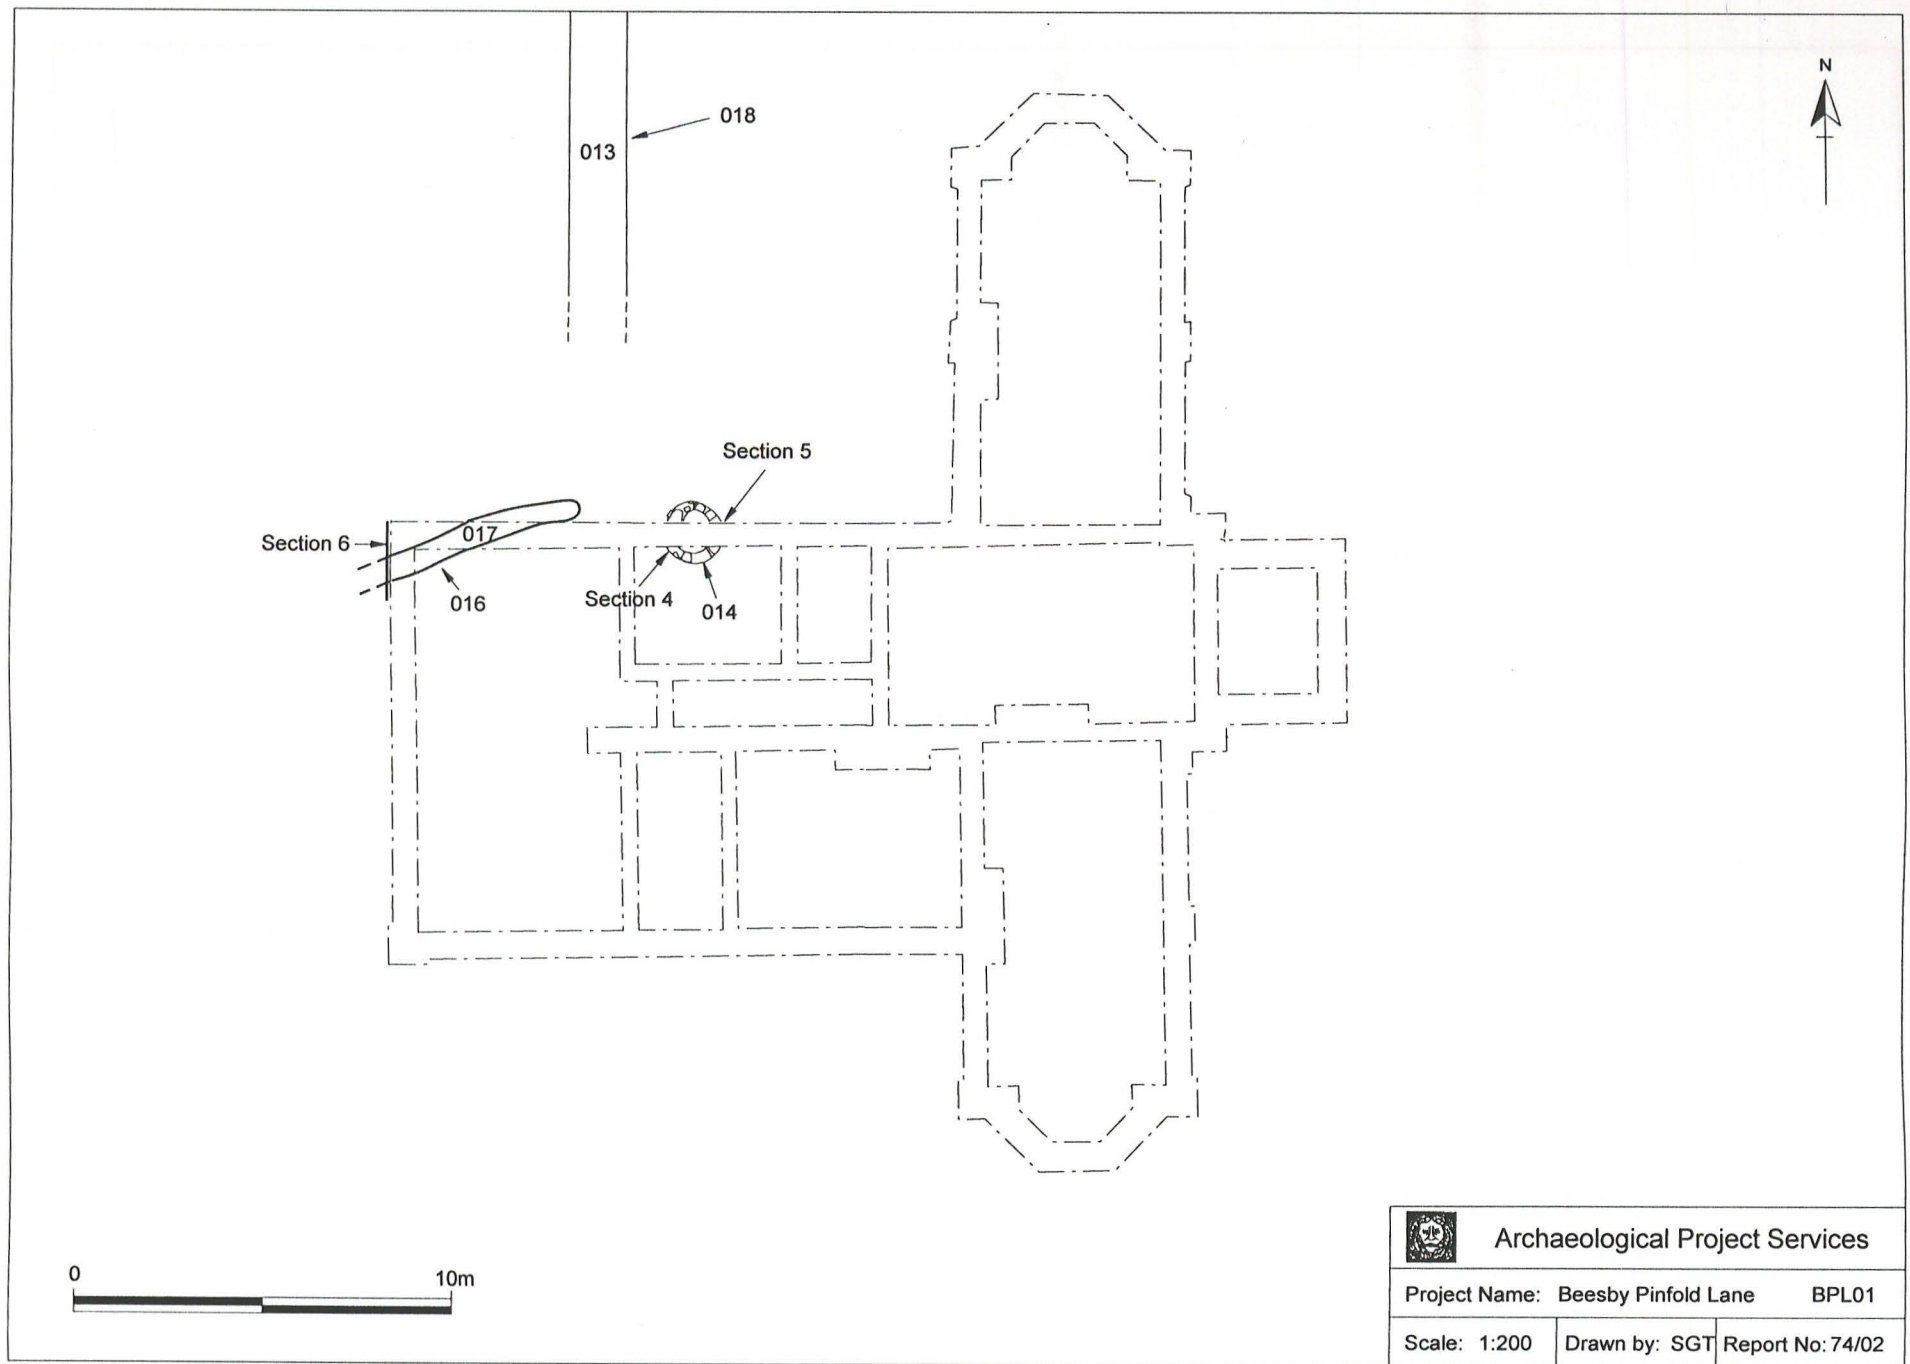 N
018
013
Section 5
Section 6
017
016
Section 4
014
0
10m
Archaeological Project Services
Project Name: Beesby Pinfold Lane BPL01
Scale: 1:200 Drawn by: SGT Report No: 74/02